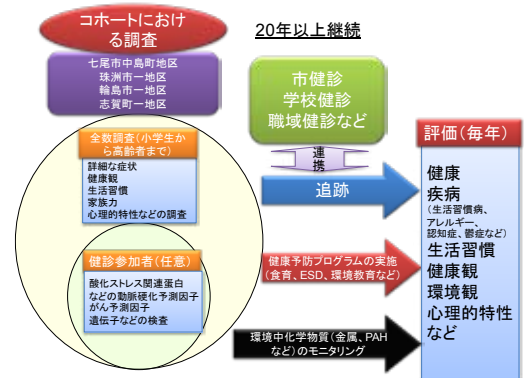 コホートにおけ
る調査
20年以上継続
七尾市中島町地区
珠洲市一地区
輪島市一地区
志賀町一地区
市健診
学校健診
職域健診など
全数調査(小学生か
ら高齢者まで)
詳細な症状
健康観
生活習慣
家族力
心理的特性などの調査
連
携
追跡
評価(毎年)
健康
疾病
(生活習慣病、
アレルギー、
認知症、鬱症など)
生活習慣
健康観
環境観
心理的特性
など
健診参加者(任意)
酸化ストレス関連蛋白
などの動脈硬化予測因子
がん予測因子
遺伝子などの検査
健康予防プログラムの実施
(食育、ESD、環境教育など)
環境中化学物質(金属、PAH
など)のモニタリング